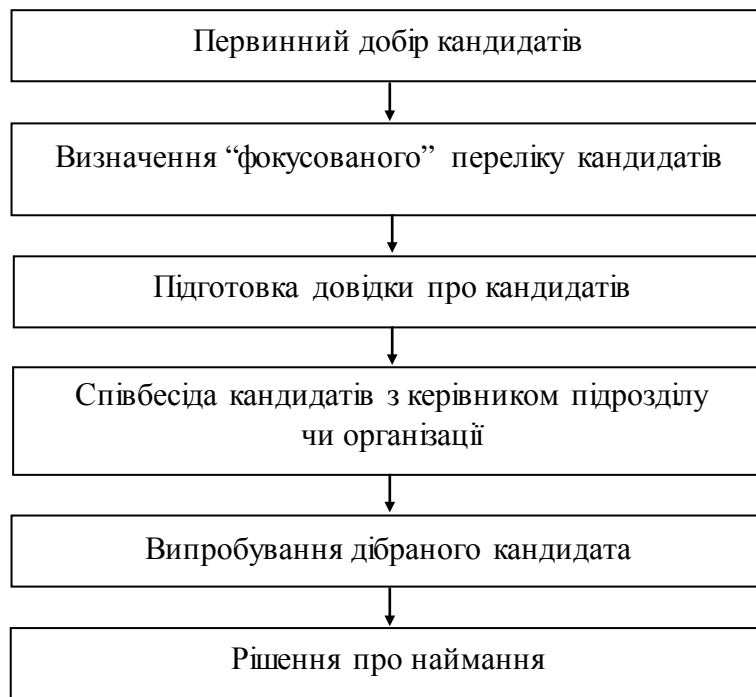 Первинний добір кандидатів
Визначення “фокусованого” переліку кандидатів
Підготовка довідки про кандидатів
Співбесіда кандидатів з керівником підрозділу
чи організації
Випробування дібраного кандидата
Рішення про наймання